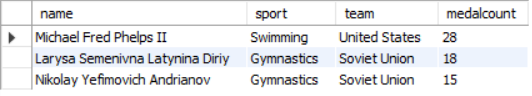 name sport team medalcount
Michael Fred Phelps II Swimming United States 28
Larysa Semenivna Latynina Diriy Gymnastics Soviet Union 18
Nikolay Yefimovich Andrianov Gymnastics Soviet Union 15